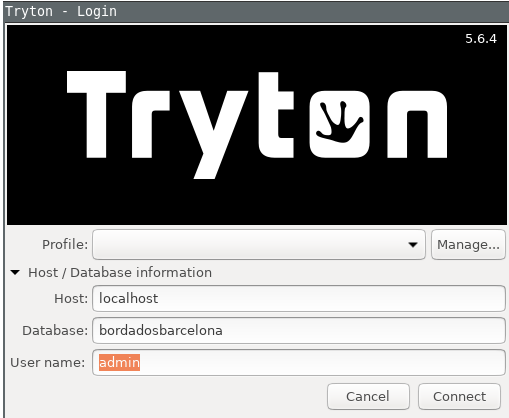 Tryton - Login
5.6.4
Tryton
Profile:
Manage...
Host / Database information
Host: localhost
Database: bordadosbarcelona
User name: admin
Cancel Connect